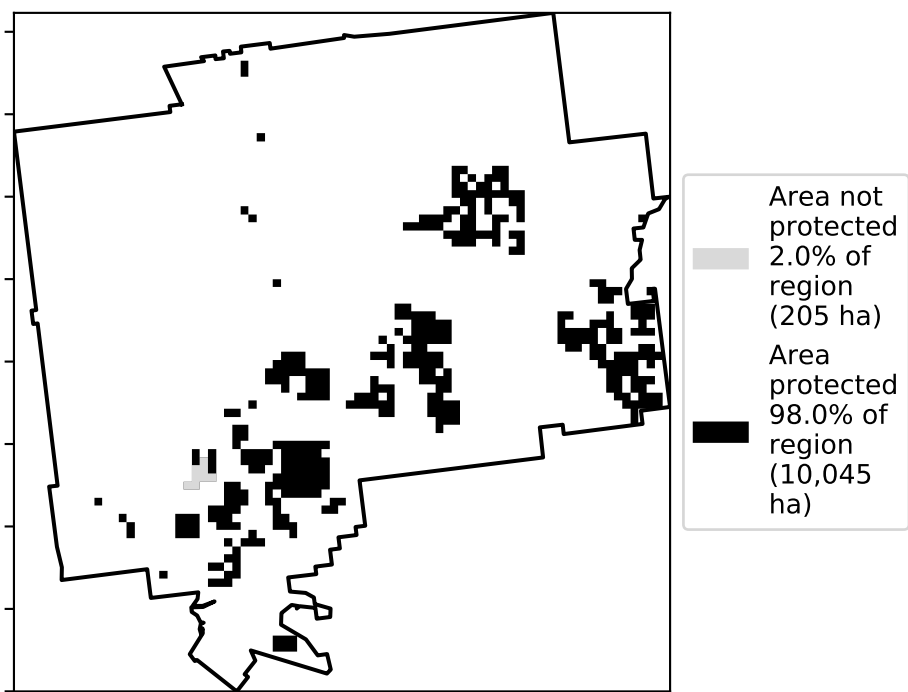 Area not
protected
2.0% of
region
(205 ha)
Area
protected
98.0% of
region
(10,045
ha)